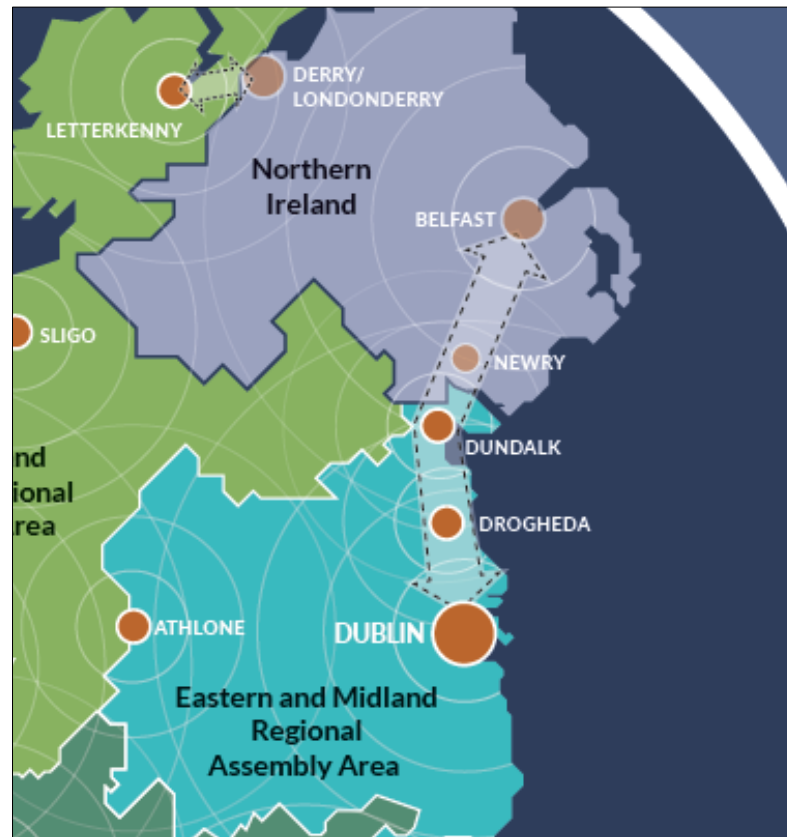 DERRY/
LONDONDERRY
LETTERKENNY
Northern
Ireland
BELFAST
SLIGO
NEWRY
DUNDALK
nd
ional
rea
DROGHEDA
ATHLONE
DUBLIN
Eastern and Midland
Regional
Assembly Area